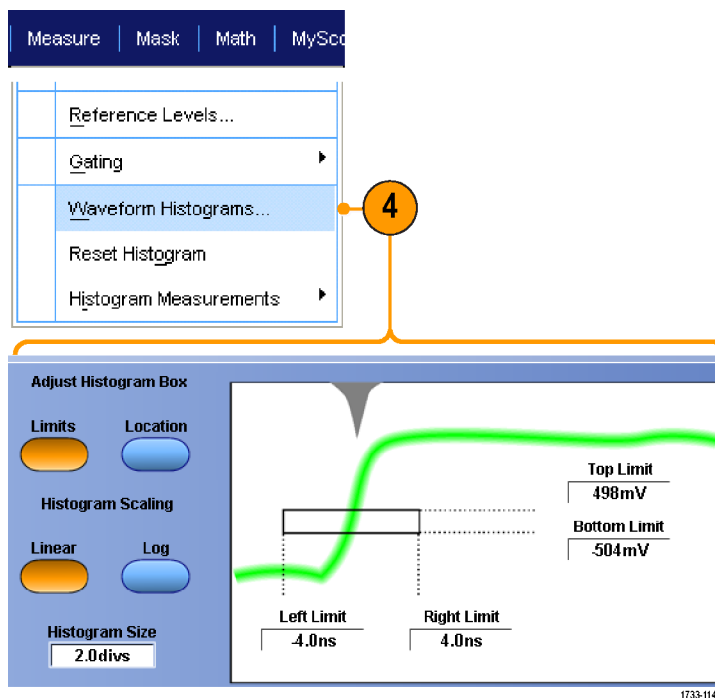 Measure Mask Math MySco
Reference Levels...
Gating
Waveform Histograms...
4
Reset Histogram
Histogram Measurements
Adjust Histogram Box
Limits Location
Histogram Scaling
Linear Log
Histogram Size
2.0divs
Top Limit
498mV
Bottom Limit
-504mV
Left Limit Right Limit
-4.0ns 4.0ns
1733-114